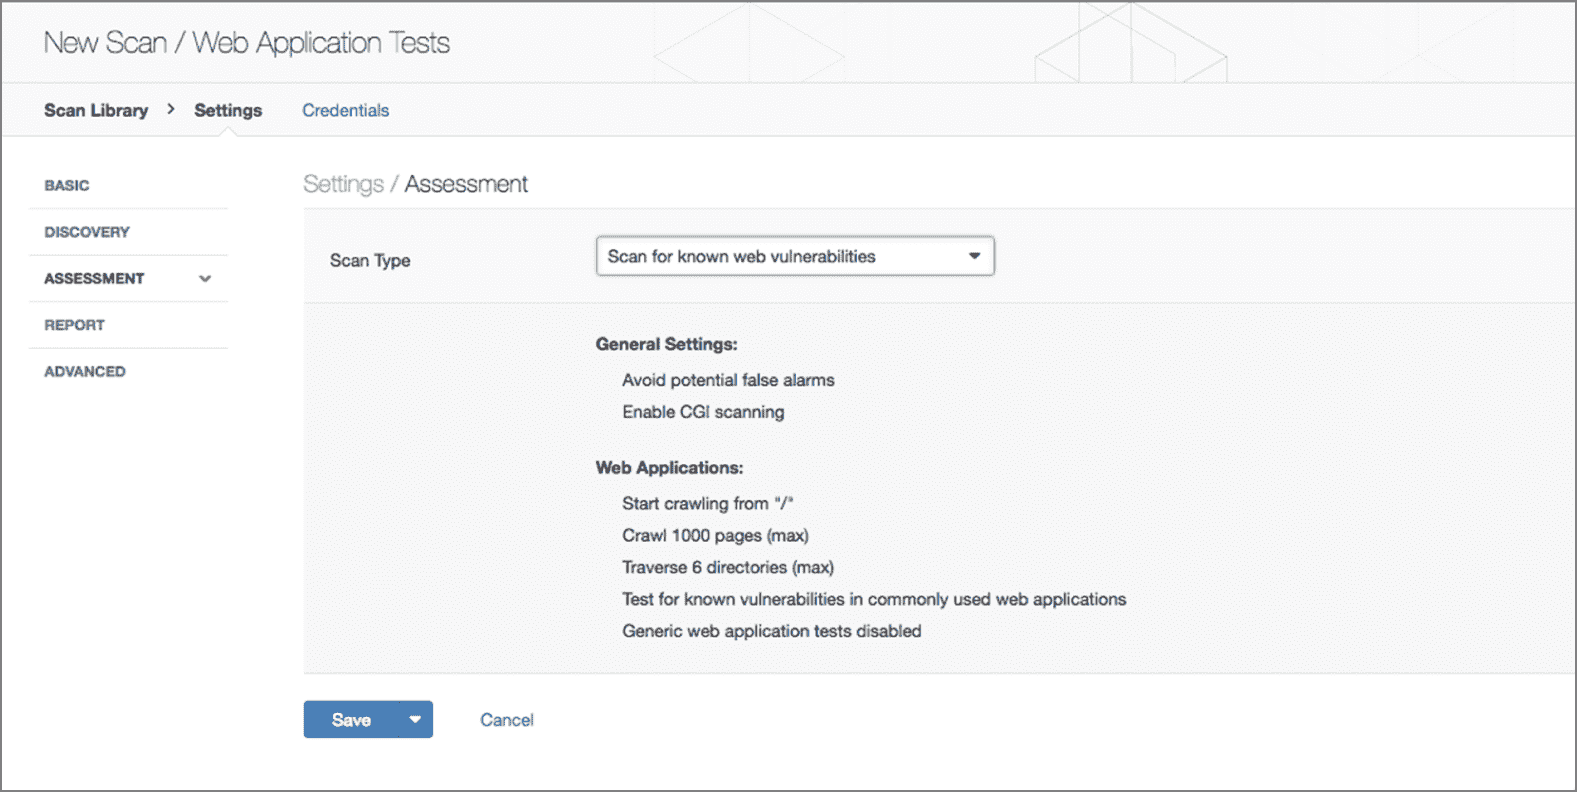 New Scan / Web Application Tests
Scan Library > Settings Credentials
BASIC
DISCOVERY
ASSESSMENT
REPORT
ADVANCED
Settings / Assessment
Scan Type Scan for known web vulnerabilities
General Settings:
Avoid potential false alarms
Enable CGI scanning
Web Applications:
Start crawling from "/"
Crawl 1000 pages (max)
Traverse 6 directories (max)
Test for known vulnerabilities in commonly used web applications
Generic web application tests disabled
Save Cancel